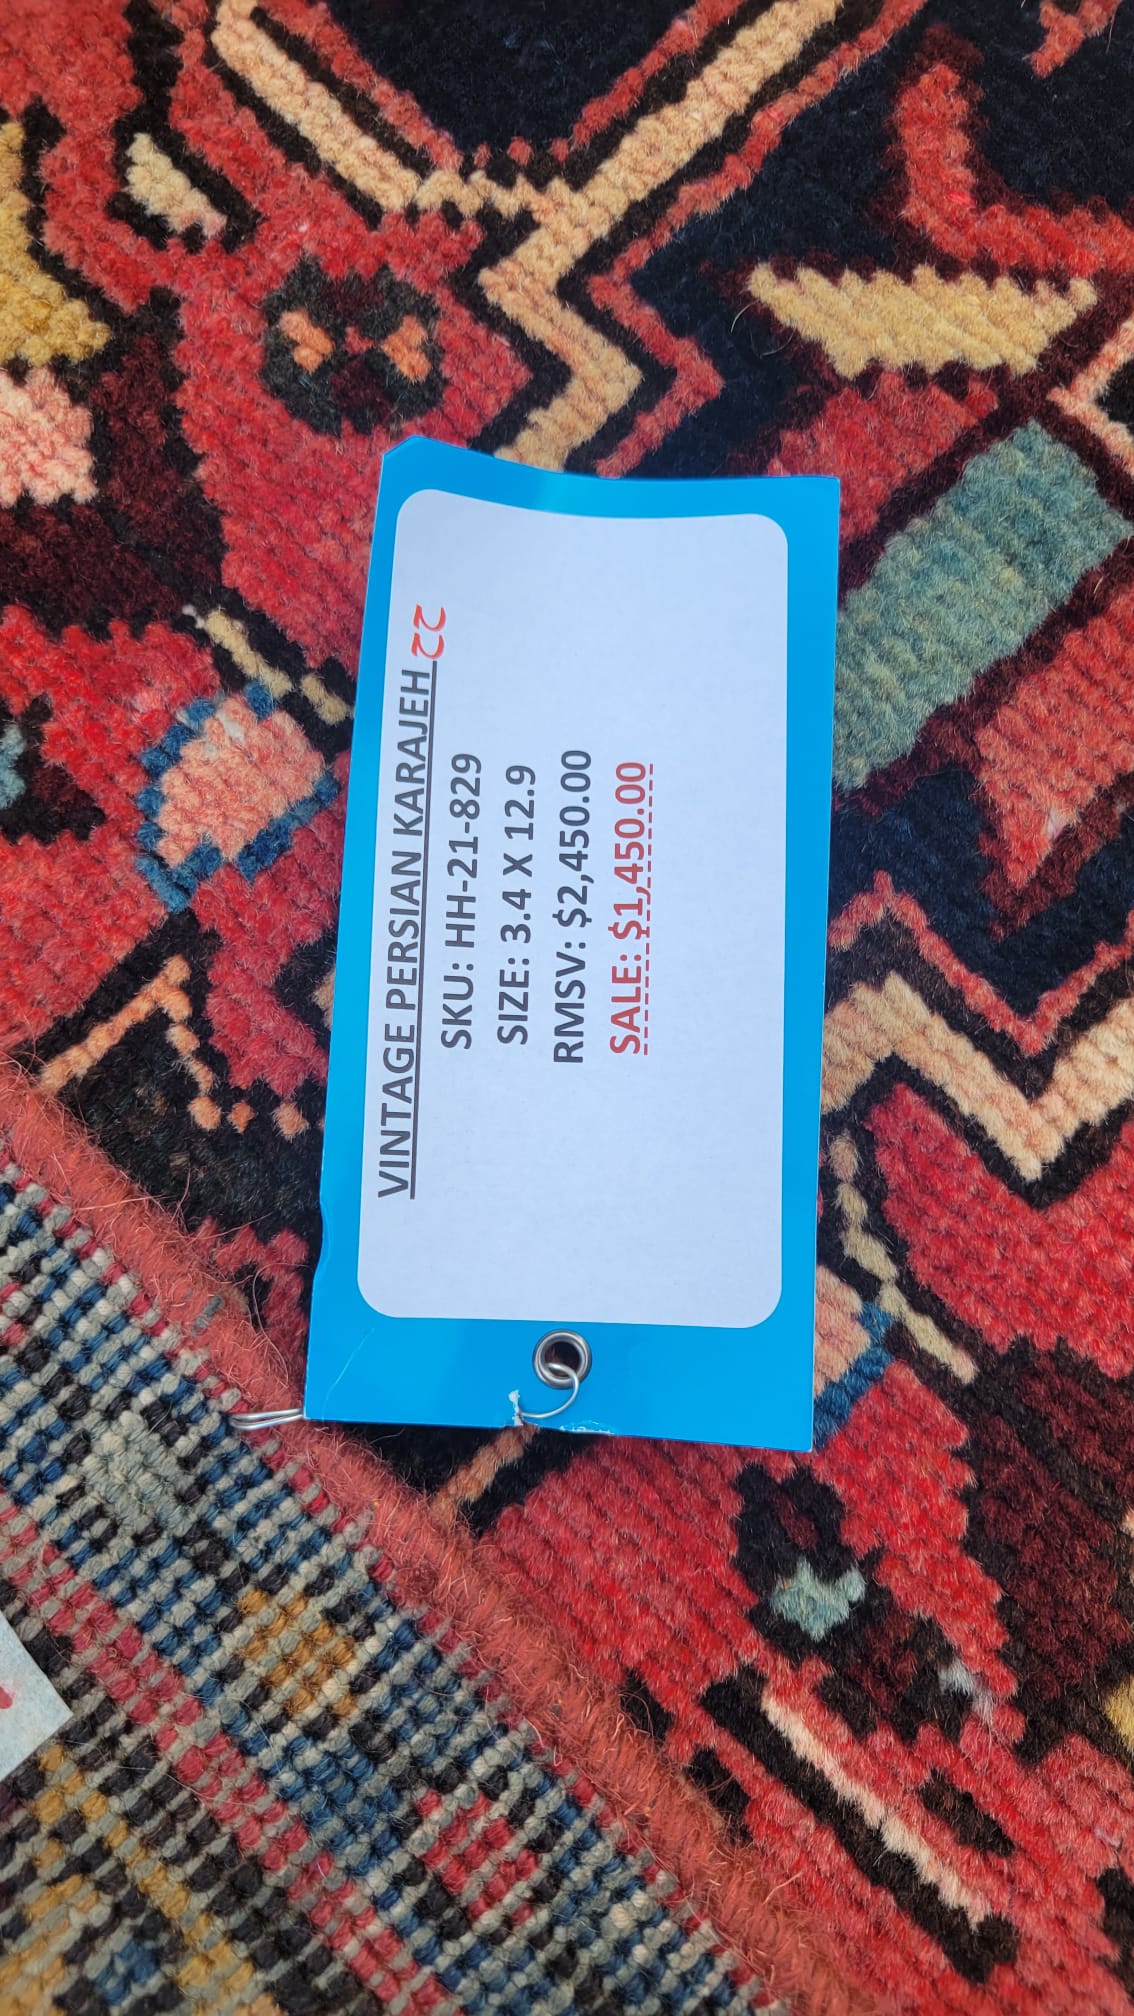 VINTAGE PERSIAN KARAJEH 22
SKU: HH-21-829
SIZE: 3.4 X 12.9
RMSV: $2,450.00
SALE: $1,450.00